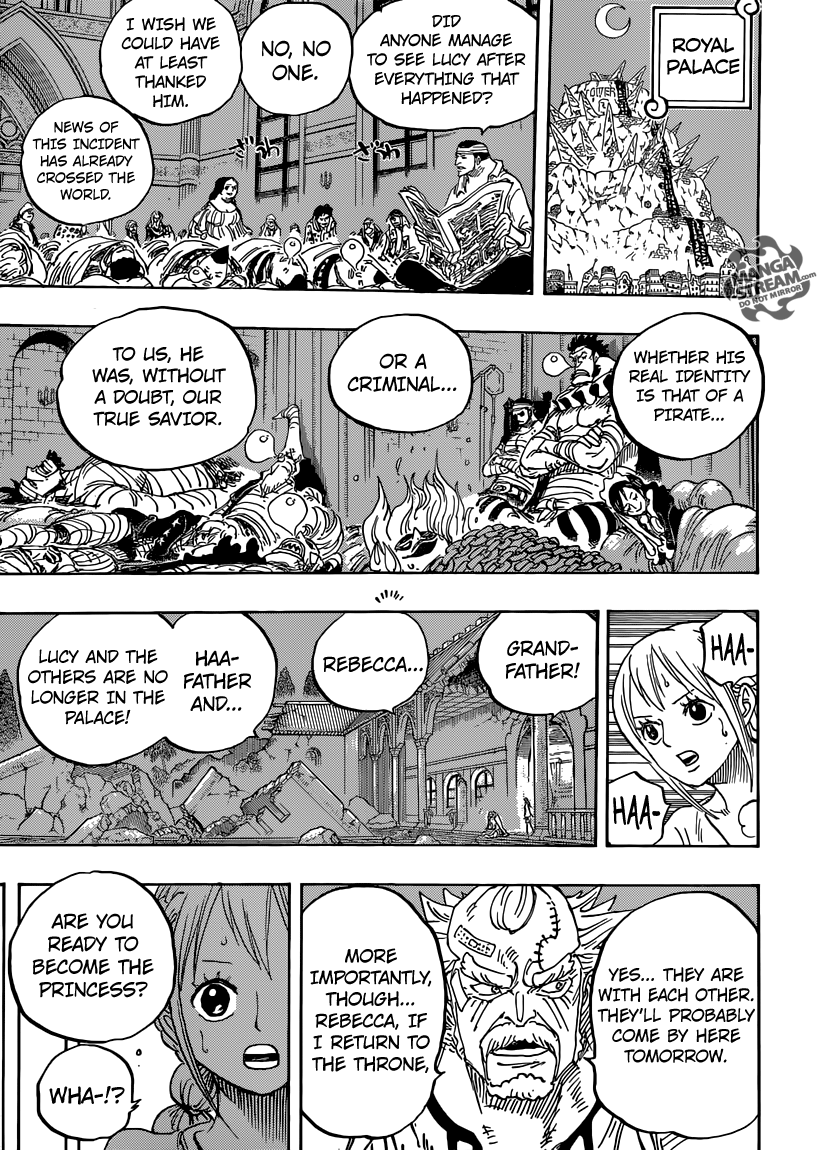 ROYAL
PALACE
TOWER
DID
ANYONE MANAGE
TO SEE LUCY AFTER
EVERYTHING THAT
HAPPENED?
NO, NO
ONE.
I WISH WE
COULD HAVE
AT LEAST
THANKED
HIM.
NEWS OF
THIS INCIDENT
HAS ALREADY
CROSSED THE
WORLD.
MANGA
STREAM.com
DO NOT MIRROR
WHETHER HIS
REAL IDENTITY
IS THAT OF A
PIRATE...
OR A
CRIMINAL...
TO US, HE
WAS, WITHOUT
A DOUBT, OUR
TRUE SAVIOR.
HAA-
HAA-
GRAND-
FATHER!
REBECCA...
HAA-
FATHER
AND...
LUCY AND THE
OTHERS ARE NO
LONGER IN THE
PALACE!
YES... THEY ARE
WITH EACH OTHER.
THEY'LL PROBABLY
COME BY HERE
TOMORROW.
MORE
IMPORTANTLY,
THOUGH...
REBECCA, IF
I RETURN TO
THE THRONE,
ARE YOU
READY TO
BECOME THE
PRINCESS?
WHA-!?